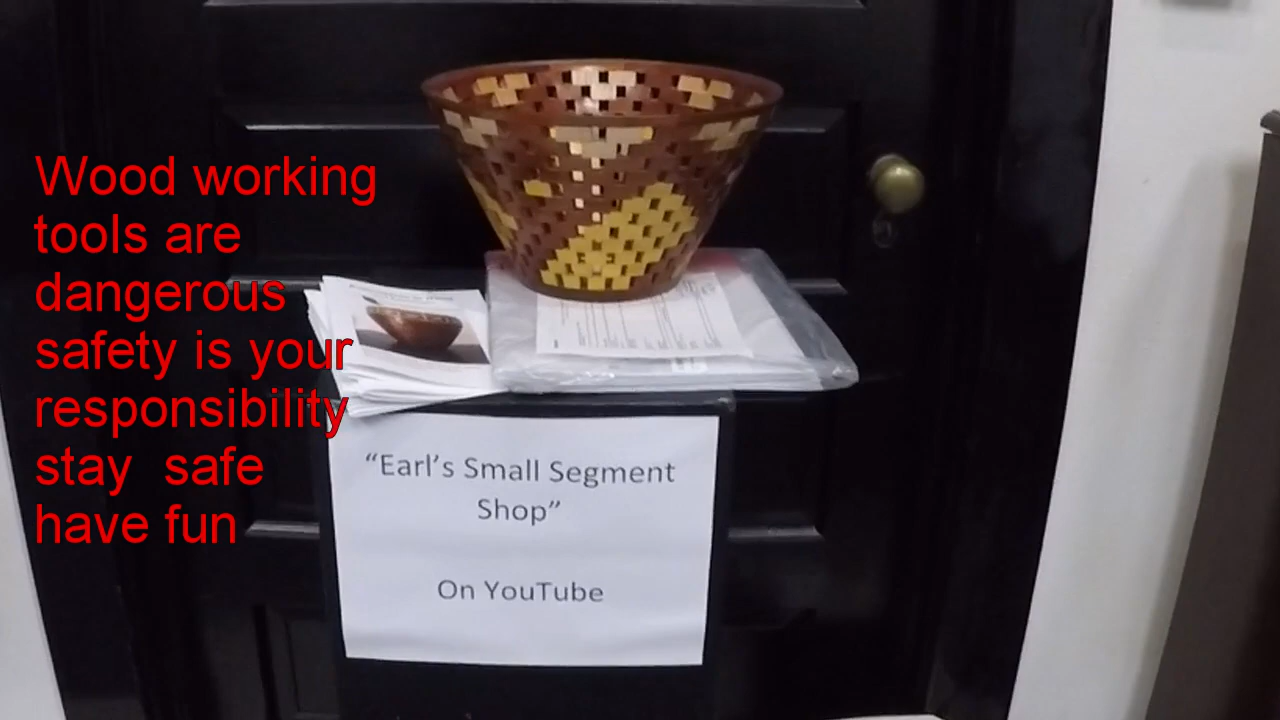 Wood working
tools are
dangerous
safety is your
responsibility
stay  safe
have fun
“Earl’s Small Segment
Shop”
On YouTube